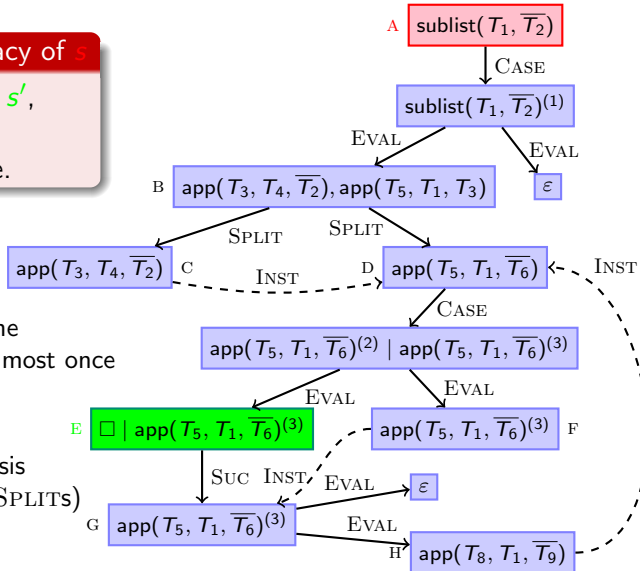 acy of s
s′,
e.
A sublist(T₁, T̅₂)
CASE
sublist(T₁, T̅₂)⁽¹⁾
EVAL EVAL
B app(T₃, T₄, T̅₂), app(T₅, T₁, T₃) ε
SPLIT SPLIT
app(T₃, T₄, T̅₂) C INST D app(T₅, T₁, T̅₆) INST
CASE
ne
most once
app(T₅, T₁, T̅₆)⁽²⁾ | app(T₅, T₁, T̅₆)⁽³⁾
EVAL EVAL
E □ | app(T₅, T₁, T̅₆)⁽³⁾ app(T₅, T₁, T̅₆)⁽³⁾ F
sis
SPLITS)
SUC INST EVAL ε
G app(T₅, T₁, T̅₆)⁽³⁾ EVAL
H app(T₈, T₁, T̅₉)